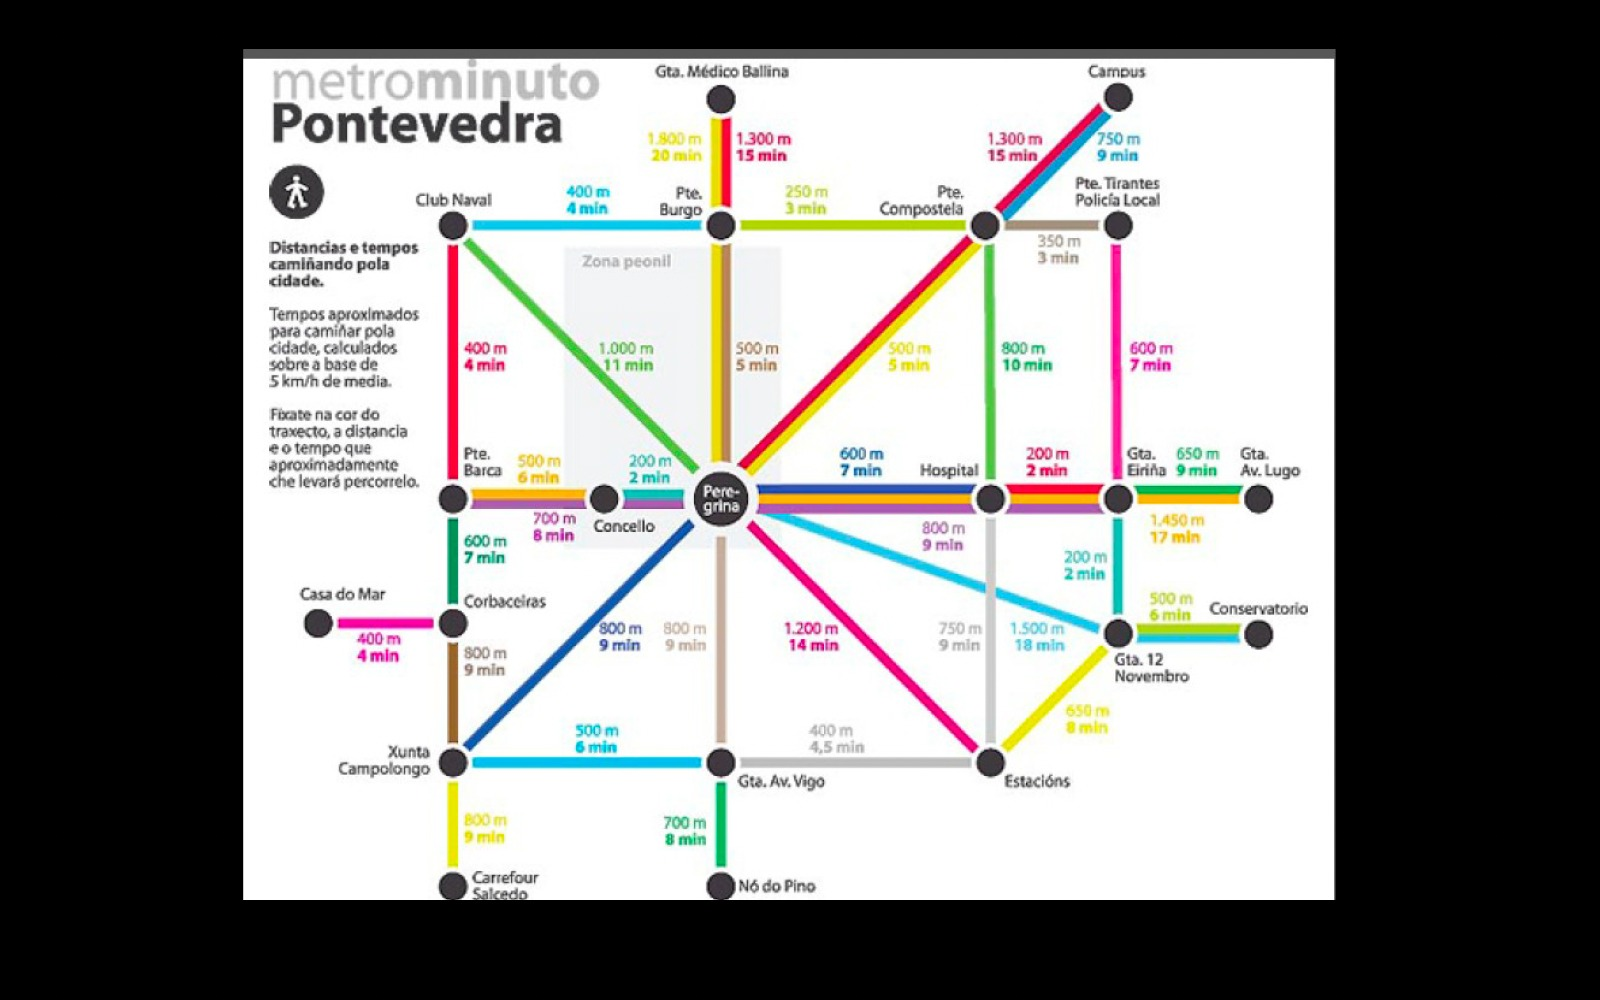 metrominuto
Pontevedra
Distancias e tempos
camiñando pola
cidade.
Tempos aproximados
para camiñar pola
cidade, calculados
sobre a base de
5 km/h de media.
Fíxate na cor do
traxecto, a distancia
e o tempo que
aproximadamente
che levará percorrelo.
Gta. Médico Ballina
Campus
1.800 m
20 min
1.300 m
15 min
1.300 m
15 min
750 m
9 min
Club Naval
400 m
4 min
Pte.
Burgo
250 m
3 min
Pte.
Compostela
Pte. Tirantes
Policía Local
350 m
3 min
Zona peonil
400 m
4 min
1.000 m
11 min
500 m
5 min
500 m
5 min
800 m
10 min
600 m
7 min
Pte.
Barca
500 m
6 min
200 m
2 min
Pere-
grina
600 m
7 min
Hospital
200 m
2 min
Gta.
Eiriña
650 m
9 min
Gta.
Av. Lugo
700 m
8 min
Concello
800 m
9 min
1.450 m
17 min
600 m
7 min
200 m
2 min
Casa do Mar
Corbaceiras
400 m
4 min
500 m
6 min
Conservatorio
800 m
9 min
800 m
9 min
800 m
9 min
1.200 m
14 min
750 m
9 min
1.500 m
18 min
Gta. 12
Novembro
650 m
8 min
Xunta
Campolongo
500 m
6 min
400 m
4,5 min
Gta. Av. Vigo
Estacións
800 m
9 min
700 m
8 min
Carrefour
Salcedo
Nó do Pino